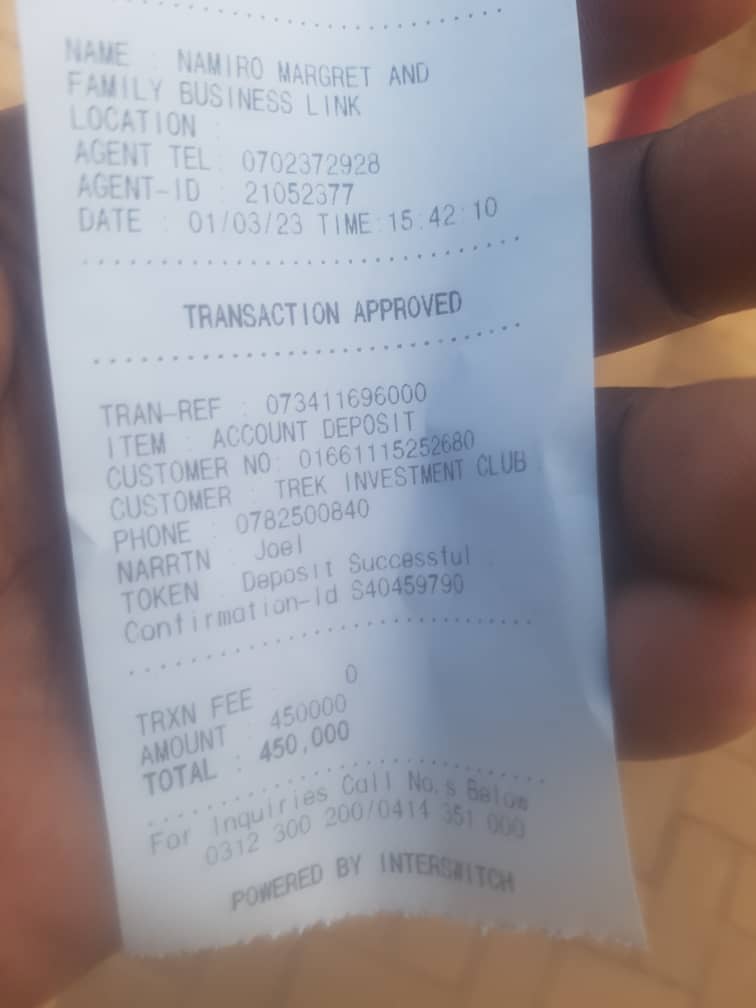 NAME : NAMIRO MARGRET AND
FAMILY BUSINESS LINK
LOCATION :
AGENT TEL: 0702372928
AGENT-ID : 21052377
DATE : 01/03/23 TIME:15:42:10
TRANSACTION APPROVED
TRAN-REF : 073411696000
ITEM : ACCOUNT DEPOSIT
CUSTOMER NO: 01661115252680
CUSTOMER : TREK INVESTMENT CLUB
PHONE : 0782500840
NARRTN : Joel
TOKEN : Deposit Successful
Confirmation-Id S40459790
TRXN FEE : 0
AMOUNT : 450000
TOTAL : 450,000
For Inquiries Call No.s Below
0312 300 200/0414 351 000
POWERED BY INTERSWITCH